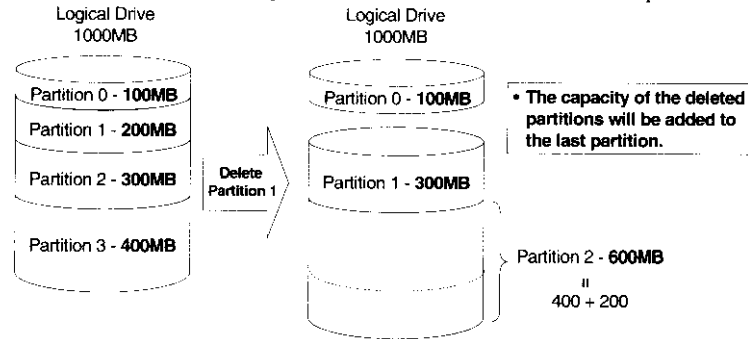 Logical Drive
1000MB
Partition 0 - 100MB
Partition 1 - 200MB
Partition 2 - 300MB
Partition 3 - 400MB
Delete
Partition 1
Logical Drive
1000MB
Partition 0 - 100MB
Partition 1 - 300MB
Partition 2 - 600MB
=
400 + 200
• The capacity of the deleted
partitions will be added to
the last partition.